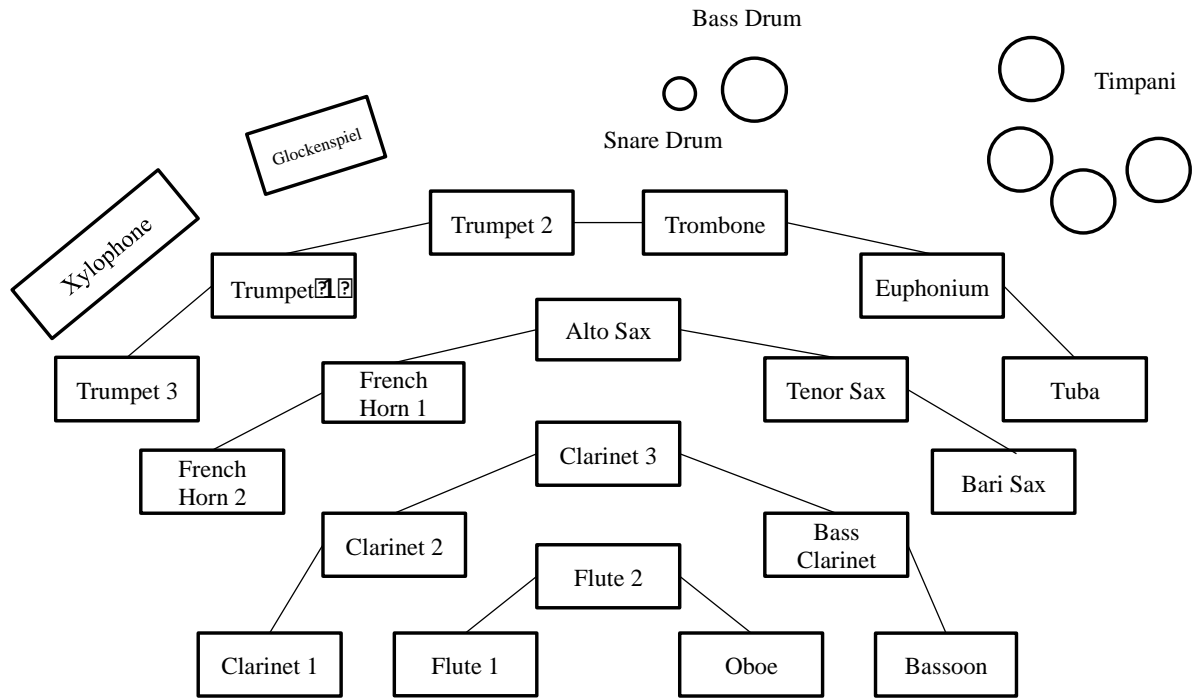 Bass Drum
Timpani
Snare Drum
Glockenspiel
Xylophone
Trumpet 2
Trombone
Trumpet 1
Euphonium
Alto Sax
Trumpet 3
French
Horn 1
Tenor Sax
Tuba
French
Horn 2
Clarinet 3
Bari Sax
Clarinet 2
Bass
Clarinet
Flute 2
Clarinet 1
Flute 1
Oboe
Bassoon